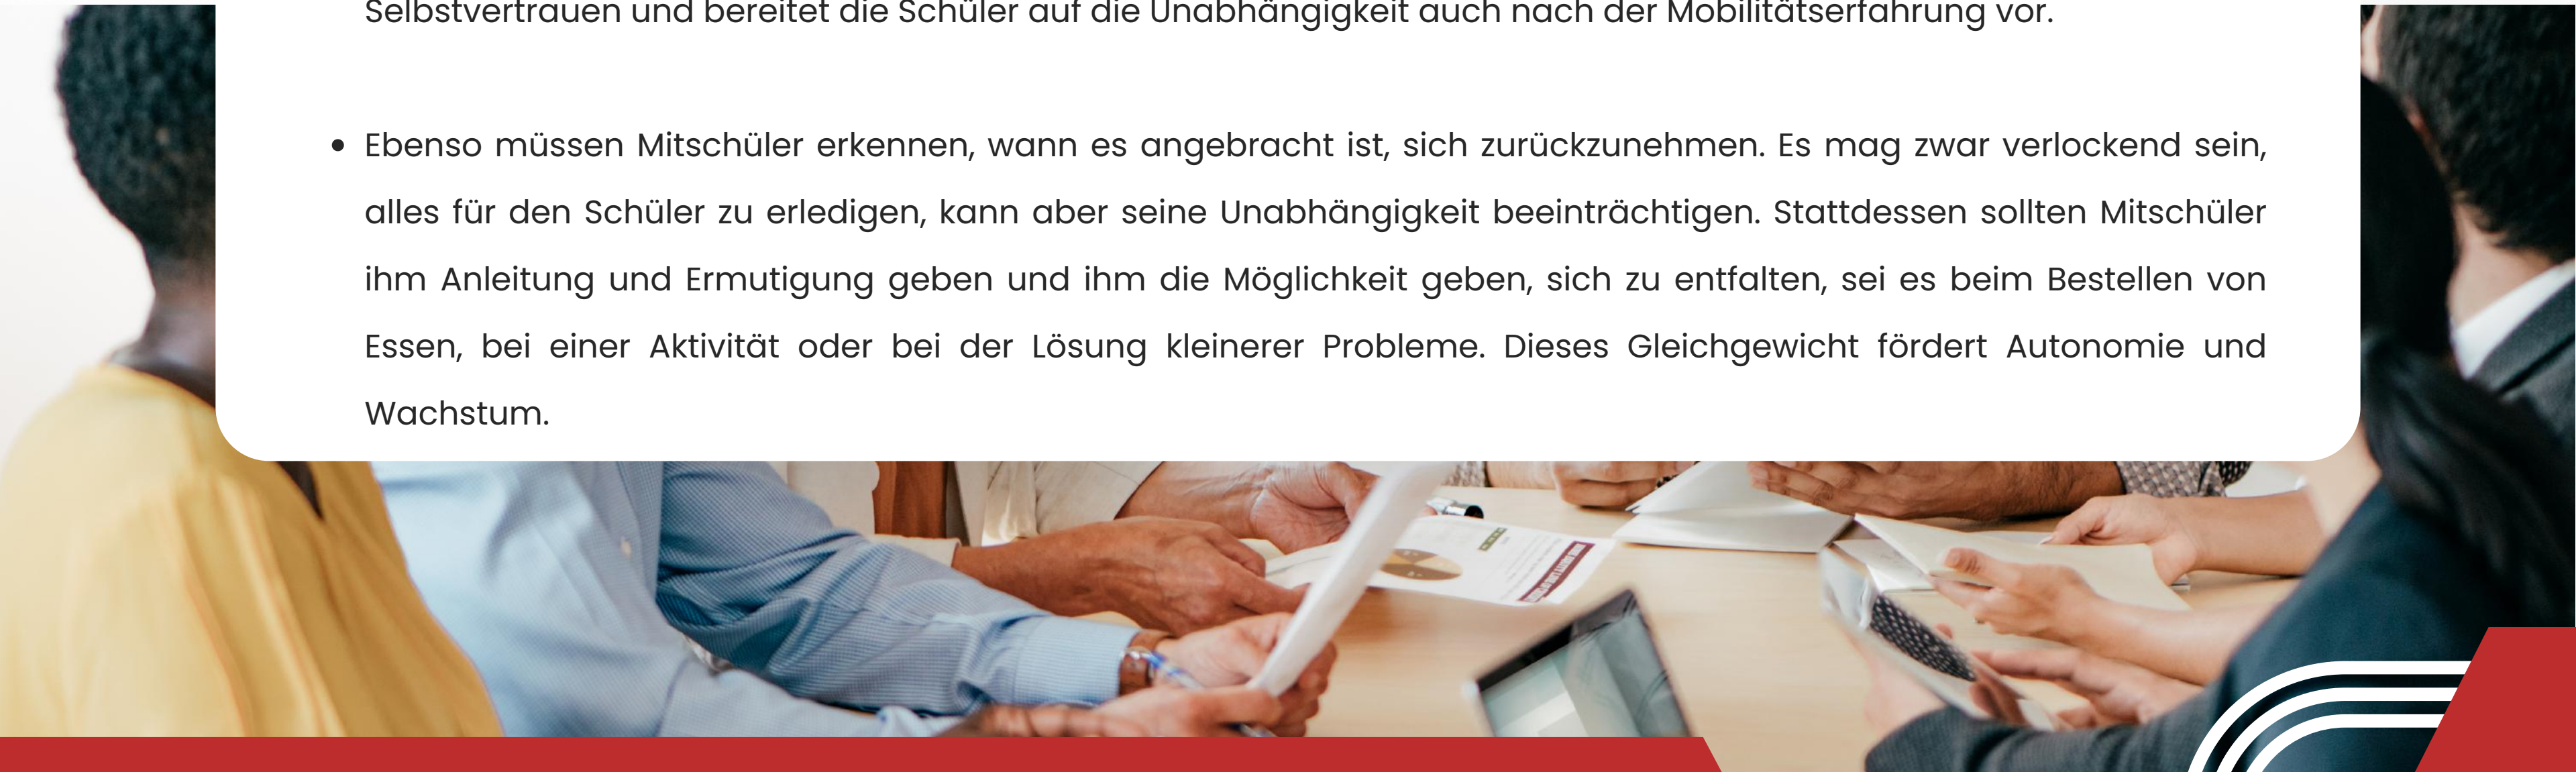 Selbstvertrauen und bereitet die Schüler auf die Unabhängigkeit auch nach der Mobilitätserfahrung vor.
• Ebenso müssen Mitschüler erkennen, wann es angebracht ist, sich zurückzunehmen. Es mag zwar verlockend sein,
alles für den Schüler zu erledigen, kann aber seine Unabhängigkeit beeinträchtigen. Stattdessen sollten Mitschüler
ihm Anleitung und Ermutigung geben und ihm die Möglichkeit geben, sich zu entfalten, sei es beim Bestellen von
Essen, bei einer Aktivität oder bei der Lösung kleinerer Probleme. Dieses Gleichgewicht fördert Autonomie und
Wachstum.